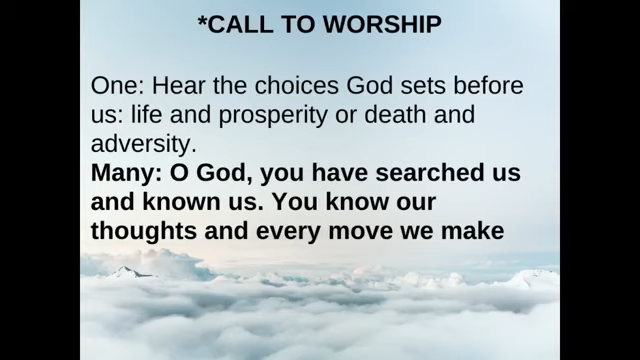 *CALL TO WORSHIP
One: Hear the choices God sets before
us: life and prosperity or death and
adversity.
Many: O God, you have searched us
and known us. You know our
thoughts and every move we make